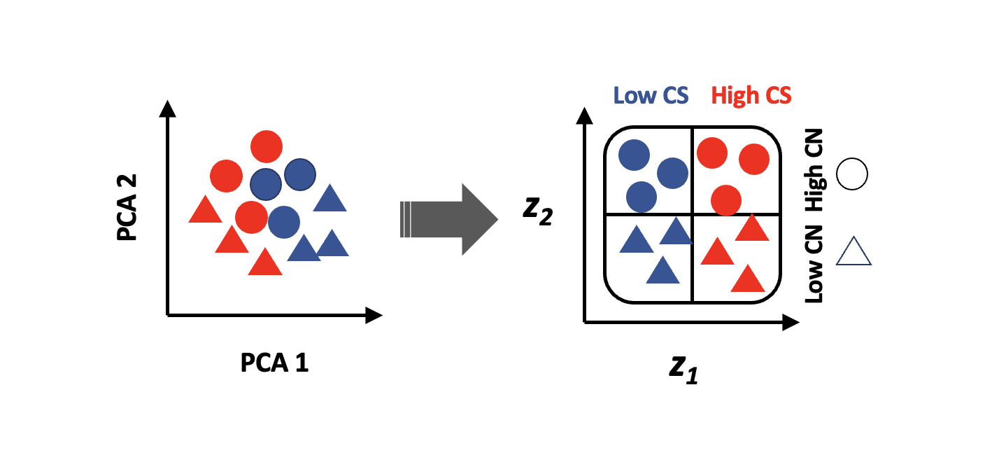 PCA 2
PCA 1
Low CS
High CS
z2
z1
High CN
Low CN